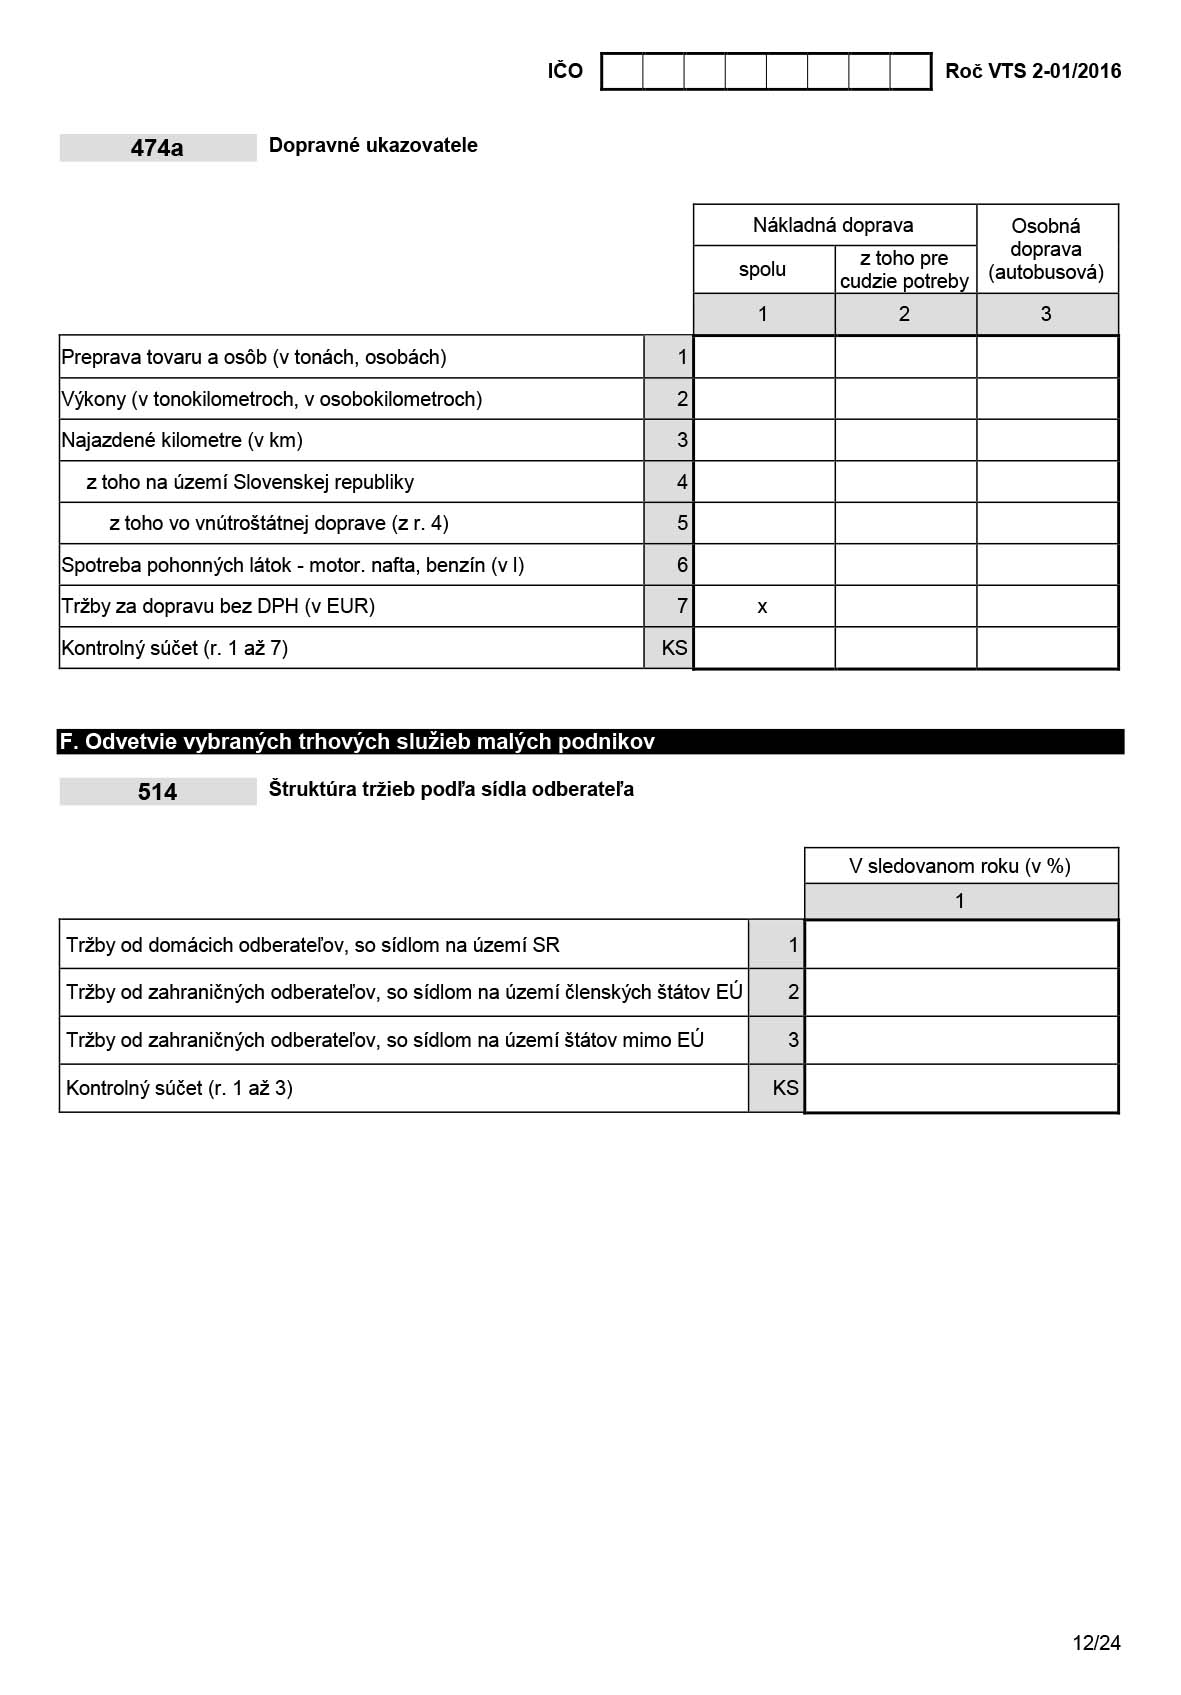 IČO Roč VTS 2-01/2016
474a Dopravné ukazovatele
Nákladná doprava
Osobná
doprava
(autobusová)
spolu
z toho pre
cudzie potreby
1 2 3
Preprava tovaru a osôb (v tonách, osobách) 1
Výkony (v tonokilometroch, v osobokilometroch) 2
Najazdené kilometre (v km) 3
z toho na území Slovenskej republiky 4
z toho vo vnútroštátnej doprave (z r. 4) 5
Spotreba pohonných látok - motor. nafta, benzín (v l) 6
Tržby za dopravu bez DPH (v EUR) 7 x
Kontrolný súčet (r. 1 až 7) KS
F. Odvetvie vybraných trhových služieb malých podnikov
514 Štruktúra tržieb podľa sídla odberateľa
V sledovanom roku (v %)
1
Tržby od domácich odberateľov, so sídlom na území SR 1
Tržby od zahraničných odberateľov, so sídlom na území členských štátov EÚ 2
Tržby od zahraničných odberateľov, so sídlom na území štátov mimo EÚ 3
Kontrolný súčet (r. 1 až 3) KS
12/24